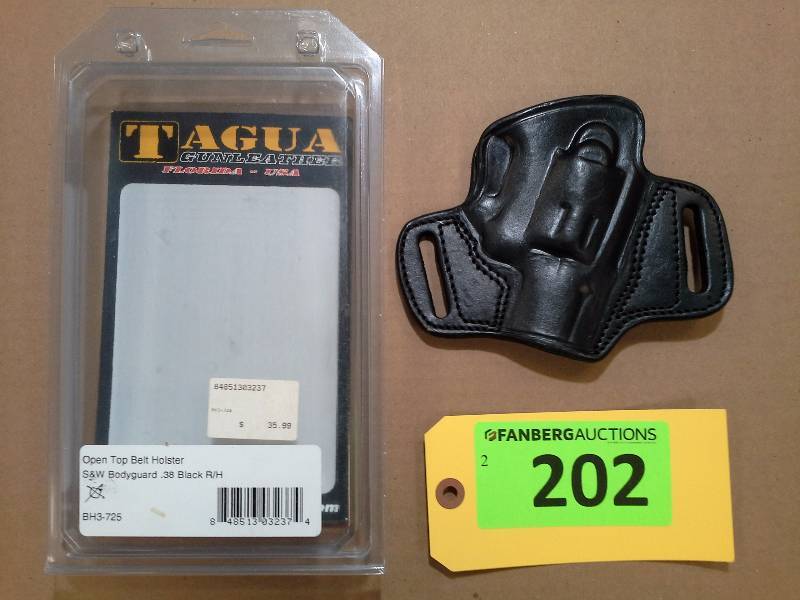 TAGUA
GUNLEATHER
FLORIDA - USA
84851303237
$ 35.99
Open Top Belt Holster
S&W Bodyguard .38 Black R/H
BH3-725
8 48513 03237 4
om
FANBERGAUCTIONS
2
202